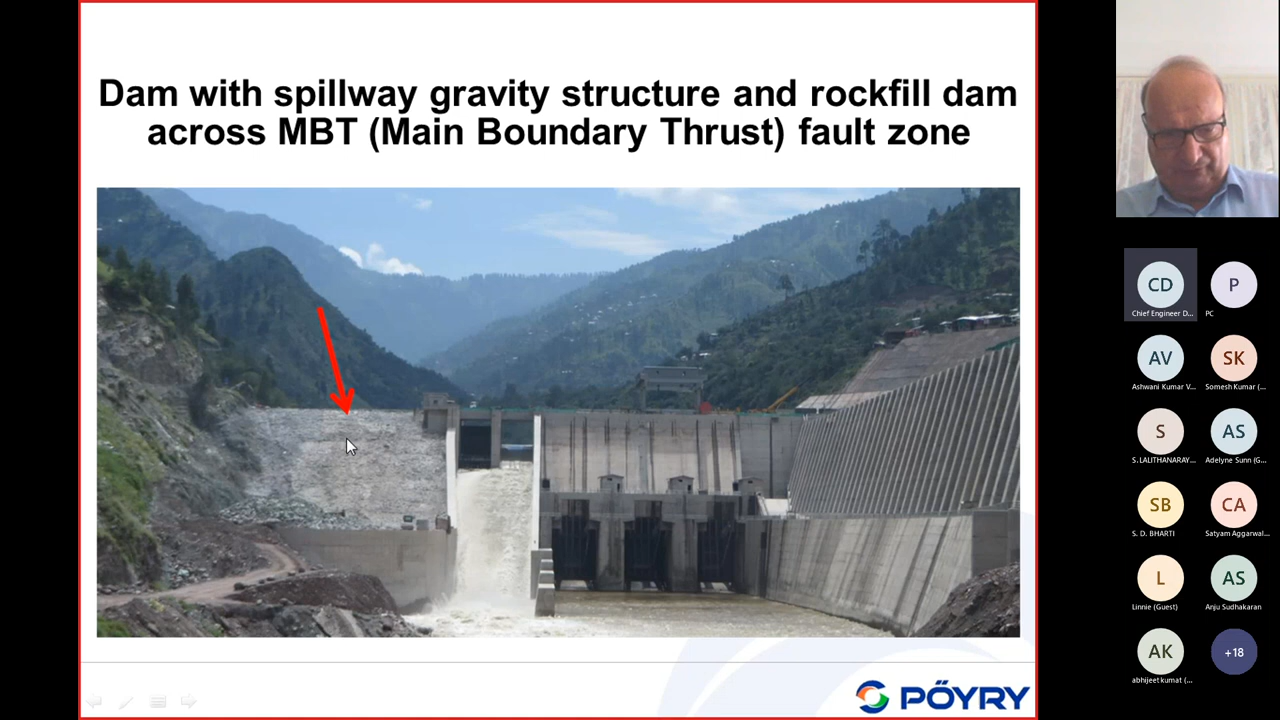 Dam with spillway gravity structure and rockfill dam
across MBT (Main Boundary Thrust) fault zone
PÖYRY
CD
P
Chief Engineer D...
PC
AV
SK
Ashwani Kumar V...
Somesh Kumar (...
S
AS
S. LALITHANARAY...
Adelyne Sunn (G...
SB
CA
S. D. BHARTI
Satyam Aggarwal...
L
AS
Linnie (Guest)
Anju Sudhakaran
AK
+18
abhijeet kumat (...